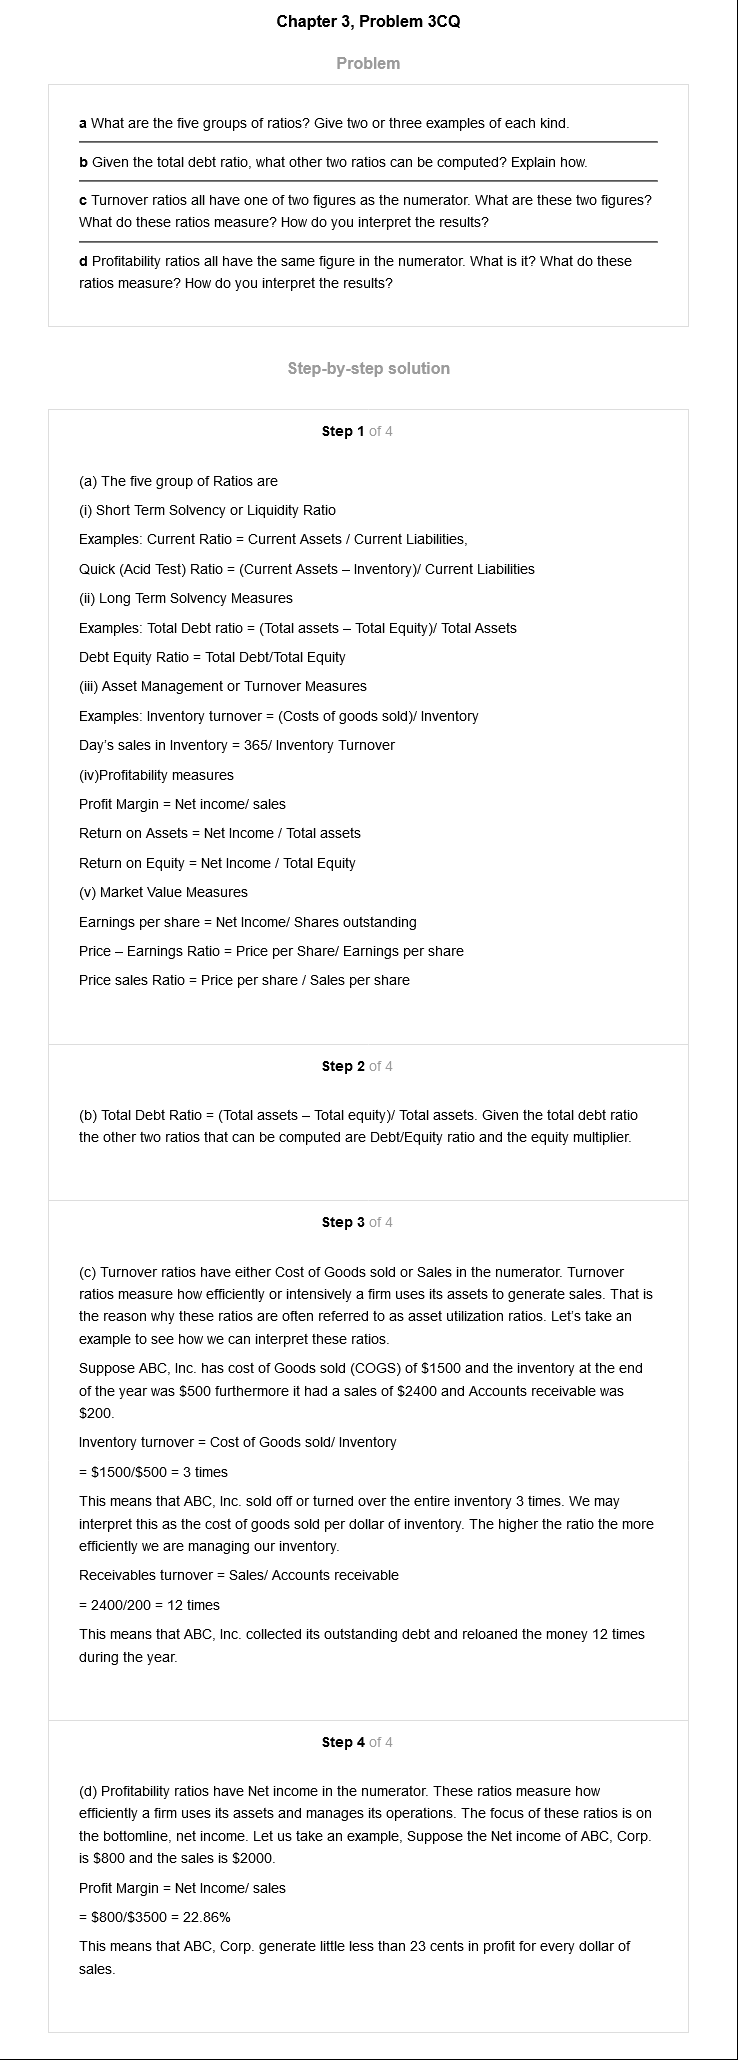 Chapter 3, Problem 3CQ
Problem
a What are the five groups of ratios? Give two or three examples of each kind.
b Given the total debt ratio, what other two ratios can be computed? Explain how.
c Turnover ratios all have one of two figures as the numerator. What are these two figures?
What do these ratios measure? How do you interpret the results?
d Profitability ratios all have the same figure in the numerator. What is it? What do these
ratios measure? How do you interpret the results?
Step-by-step solution
Step 1 of 4
(a) The five group of Ratios are
(i) Short Term Solvency or Liquidity Ratio
Examples: Current Ratio = Current Assets / Current Liabilities,
Quick (Acid Test) Ratio = (Current Assets – Inventory)/ Current Liabilities
(ii) Long Term Solvency Measures
Examples: Total Debt ratio = (Total assets – Total Equity)/ Total Assets
Debt Equity Ratio = Total Debt/Total Equity
(iii) Asset Management or Turnover Measures
Examples: Inventory turnover = (Costs of goods sold)/ Inventory
Day's sales in Inventory = 365/ Inventory Turnover
(iv)Profitability measures
Profit Margin = Net income/ sales
Return on Assets = Net Income / Total assets
Return on Equity = Net Income / Total Equity
(v) Market Value Measures
Earnings per share = Net Income/ Shares outstanding
Price – Earnings Ratio = Price per Share/ Earnings per share
Price sales Ratio = Price per share / Sales per share
Step 2 of 4
(b) Total Debt Ratio = (Total assets – Total equity)/ Total assets. Given the total debt ratio
the other two ratios that can be computed are Debt/Equity ratio and the equity multiplier.
Step 3 of 4
(c) Turnover ratios have either Cost of Goods sold or Sales in the numerator. Turnover
ratios measure how efficiently or intensively a firm uses its assets to generate sales. That is
the reason why these ratios are often referred to as asset utilization ratios. Let's take an
example to see how we can interpret these ratios.
Suppose ABC, Inc. has cost of Goods sold (COGS) of $1500 and the inventory at the end
of the year was $500 furthermore it had a sales of $2400 and Accounts receivable was
$200.
Inventory turnover = Cost of Goods sold/ Inventory
= $1500/$500 = 3 times
This means that ABC, Inc. sold off or turned over the entire inventory 3 times. We may
interpret this as the cost of goods sold per dollar of inventory. The higher the ratio the more
efficiently we are managing our inventory.
Receivables turnover = Sales/ Accounts receivable
= 2400/200 = 12 times
This means that ABC, Inc. collected its outstanding debt and reloaned the money 12 times
during the year.
Step 4 of 4
(d) Profitability ratios have Net income in the numerator. These ratios measure how
efficiently a firm uses its assets and manages its operations. The focus of these ratios is on
the bottomline, net income. Let us take an example, Suppose the Net income of ABC, Corp.
is $800 and the sales is $2000.
Profit Margin = Net Income/ sales
= $800/$3500 = 22.86%
This means that ABC, Corp. generate little less than 23 cents in profit for every dollar of
sales.